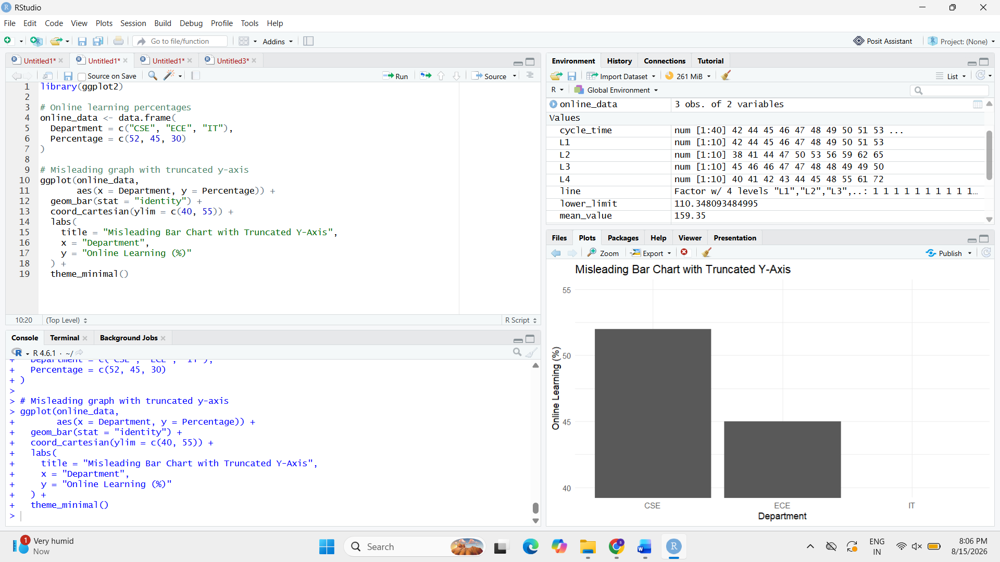 RStudio
File Edit Code View Plots Session Build Debug Profile Tools Help
Go to file/function Addins Posit Assistant Project: (None)
Untitled1* Untitled1* Untitled1* Untitled3*
Source on Save Run Source
1 library(ggplot2)
2
3 # Online learning percentages
4 online_data <- data.frame(
5 Department = c("CSE", "ECE", "IT"),
6 Percentage = c(52, 45, 30)
7 )
8
9 # Misleading graph with truncated y-axis
10 ggplot(online_data,
11 aes(x = Department, y = Percentage)) +
12 geom_bar(stat = "identity") +
13 coord_cartesian(ylim = c(40, 55)) +
14 labs(
15 title = "Misleading Bar Chart with Truncated Y-Axis",
16 x = "Department",
17 y = "Online Learning (%)"
18 ) +
19 theme_minimal()
10:20 (Top Level) R Script
Console Terminal Background Jobs
R 4.6.1 · ~/
+ Department = c("CSE", "ECE", "IT"),
+ Percentage = c(52, 45, 30)
+ )
>
> # Misleading graph with truncated y-axis
> ggplot(online_data,
+ aes(x = Department, y = Percentage)) +
+ geom_bar(stat = "identity") +
+ coord_cartesian(ylim = c(40, 55)) +
+ labs(
+ title = "Misleading Bar Chart with Truncated Y-Axis",
+ x = "Department",
+ y = "Online Learning (%)"
+ ) +
+ theme_minimal()
>
Environment History Connections Tutorial
Import Dataset 261 MiB List
R Global Environment
online_data 3 obs. of 2 variables
Values
cycle_time num [1:40] 42 44 45 46 47 48 49 50 51 53 ...
L1 num [1:10] 42 44 45 46 47 48 49 50 51 53
L2 num [1:10] 38 41 44 47 50 53 56 59 62 65
L3 num [1:10] 45 46 46 47 47 48 48 49 49 50
L4 num [1:10] 40 41 42 43 44 45 48 55 61 72
line Factor w/ 4 levels "L1","L2","L3",..: 1 1 1 1 1 1 1 1 1 1…
lower_limit 110.348093484995
mean_value 159.35
Files Plots Packages Help Viewer Presentation
Zoom Export Publish
Misleading Bar Chart with Truncated Y-Axis
55
50
45
40
Online Learning (%)
CSE ECE IT
Department
1 Very humid
Now
Search
ENG
IN
8:06 PM
8/15/2026